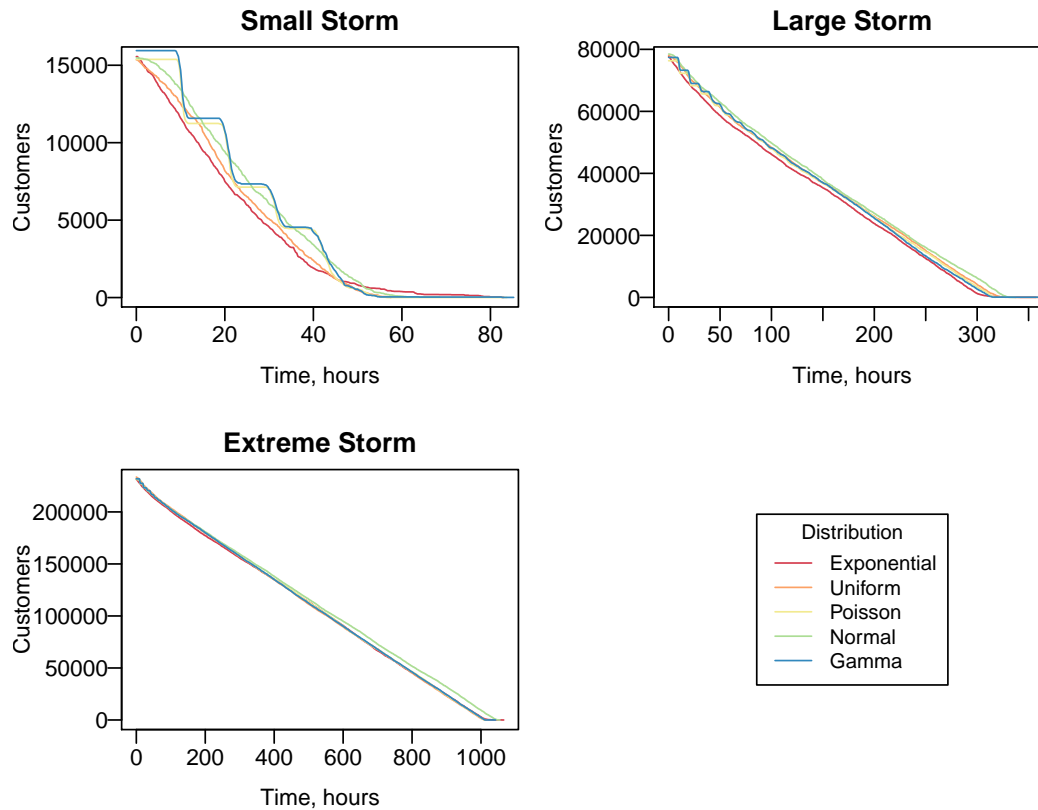 Small Storm
15000
10000
5000
0
Customers
0 20 40 60 80
Time, hours
Large Storm
80000
60000
40000
20000
0
Customers
0 50 100 200 300
Time, hours
Extreme Storm
200000
150000
100000
50000
0
Customers
0 200 400 600 800 1000
Time, hours
Distribution
Exponential
Uniform
Poisson
Normal
Gamma